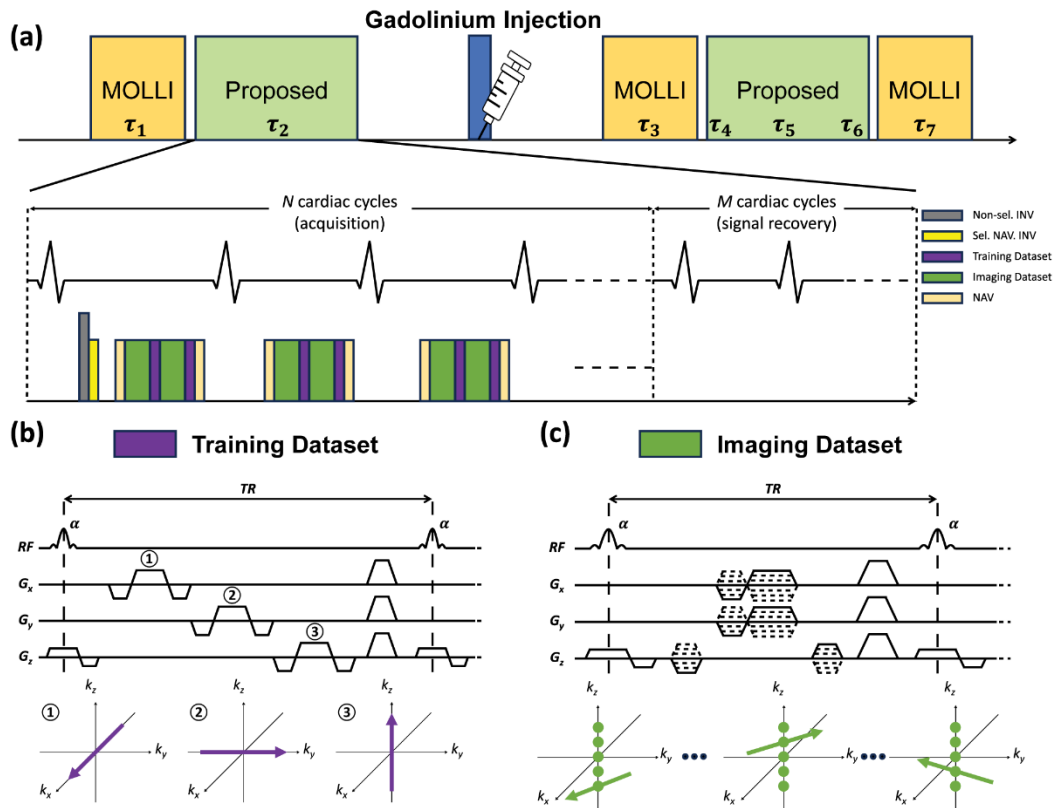 Gadolinium Injection
(a)
MOLLI
Proposed
MOLLI
Proposed
MOLLI
τ1
τ2
τ3
τ4
τ5
τ6
τ7
N cardiac cycles
(acquisition)
M cardiac cycles
(signal recovery)
Non-sel. INV
Sel. NAV. INV
Training Dataset
Imaging Dataset
NAV
(b)
Training Dataset
TR
α
α
RF
①
Gx
②
Gy
③
Gz
kz
kz
kz
①
②
③
ky
ky
ky
kx
kx
kx
(c)
Imaging Dataset
TR
α
α
RF
Gx
Gy
Gz
kz
kz
kz
ky
ky
ky
kx
kx
kx